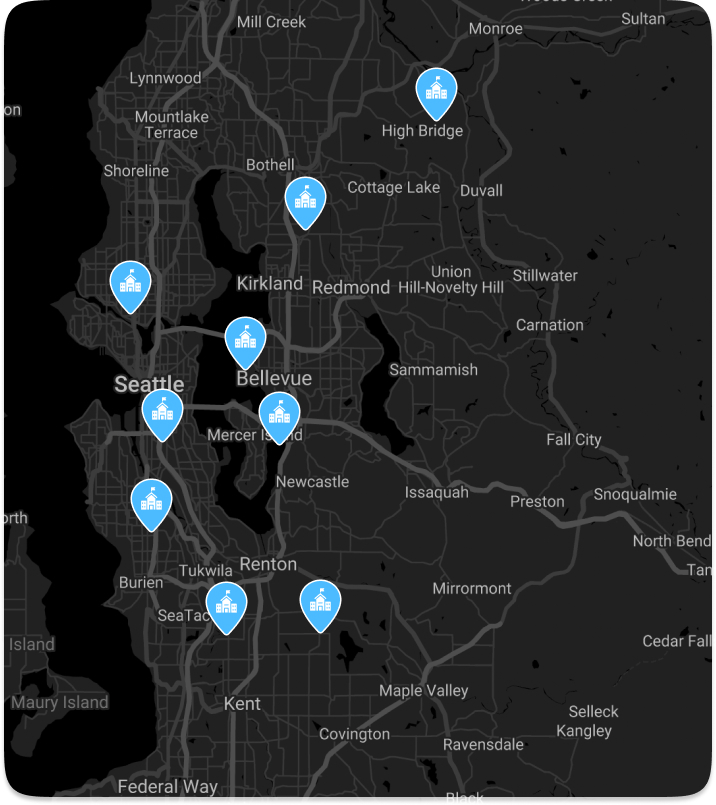 Mill Creek
Sultan
Monroe
Lynnwood
on
Mountlake
Terrace
High Bridge
Bothell
Shoreline
Cottage Lake
Duvall
Union
Hill-Novelty Hill
Stillwater
Kirkland
Redmond
Carnation
Sammamish
Bellevue
Seattle
Mercer Island
Fall City
Newcastle
Issaquah
Snoqualmie
Preston
orth
North Bend
Renton
Tukwila
Tan
Burien
Mirrormont
SeaTac
Island
Cedar Fall
Maple Valley
Maury Island
Kent
Selleck
Kangley
Covington
Ravensdale
Federal Way
Black